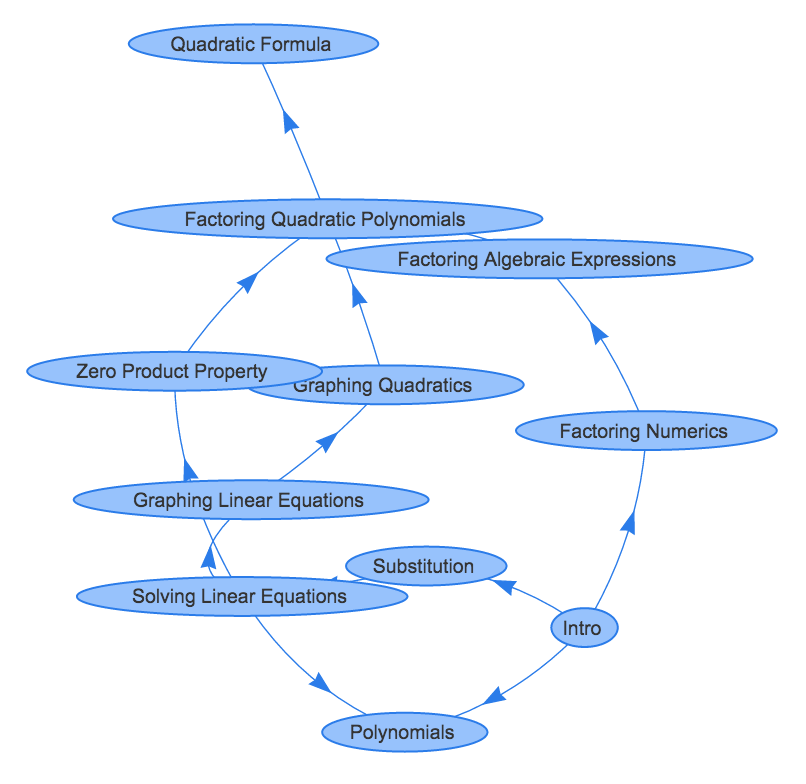 Quadratic Formula
Factoring Quadratic Polynomials
Factoring Algebraic Expressions
Zero Product Property
Graphing Quadratics
Factoring Numerics
Graphing Linear Equations
Substitution
Solving Linear Equations
Intro
Polynomials